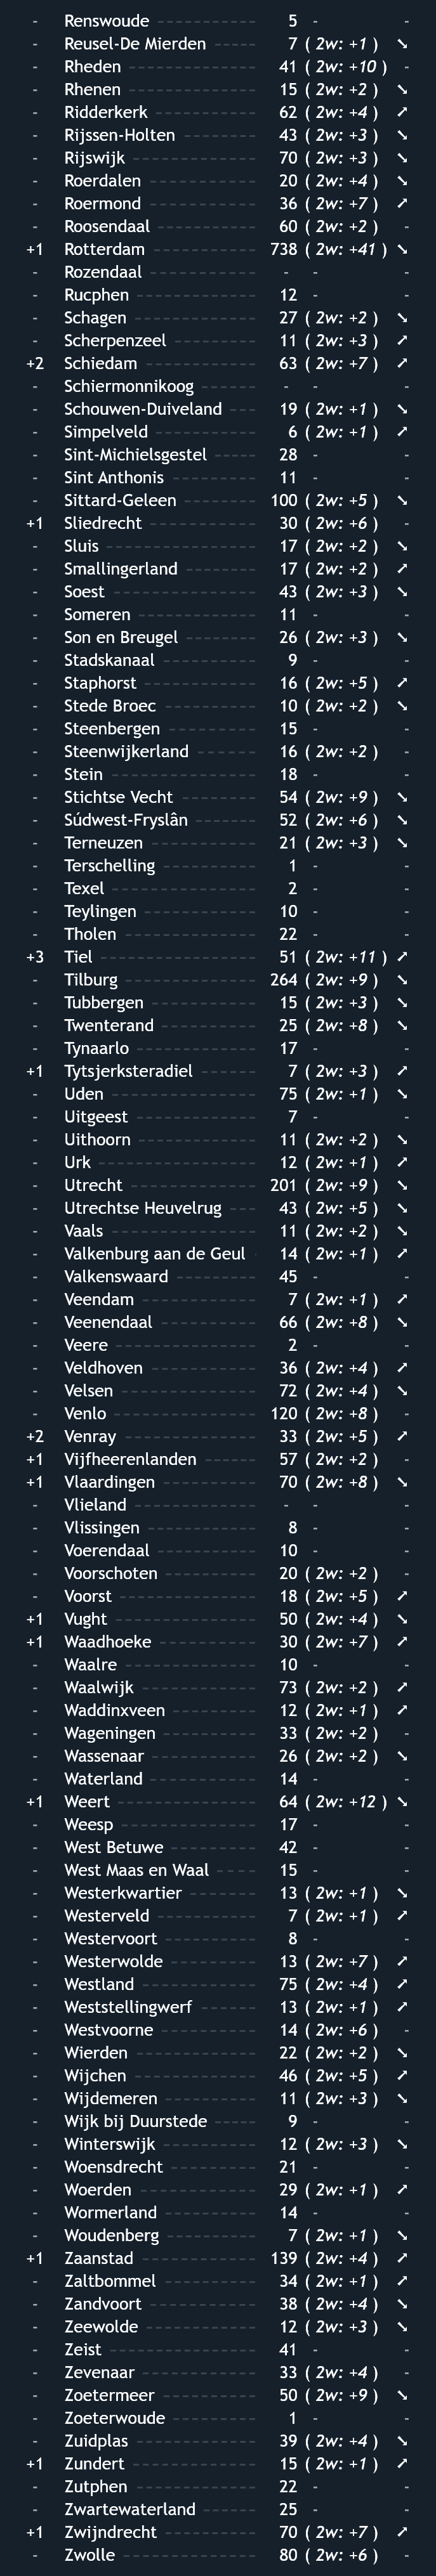 - Renswoude 5 - -
- Reusel-De Mierden 7 ( 2w: +1 ) ➘
- Rheden 41 ( 2w: +10 ) -
- Rhenen 15 ( 2w: +2 ) ➘
- Ridderkerk 62 ( 2w: +4 ) ➚
- Rijssen-Holten 43 ( 2w: +3 ) ➘
- Rijswijk 70 ( 2w: +3 ) ➘
- Roerdalen 20 ( 2w: +4 ) ➘
- Roermond 36 ( 2w: +7 ) ➚
- Roosendaal 60 ( 2w: +2 ) -
+1 Rotterdam 738 ( 2w: +41 ) ➘
- Rozendaal - - -
- Rucphen 12 - -
- Schagen 27 ( 2w: +2 ) ➘
- Scherpenzeel 11 ( 2w: +3 ) ➚
+2 Schiedam 63 ( 2w: +7 ) ➚
- Schiermonnikoog - - -
- Schouwen-Duiveland 19 ( 2w: +1 ) ➘
- Simpelveld 6 ( 2w: +1 ) ➚
- Sint-Michielsgestel 28 - -
- Sint Anthonis 11 - -
- Sittard-Geleen 100 ( 2w: +5 ) ➘
+1 Sliedrecht 30 ( 2w: +6 ) -
- Sluis 17 ( 2w: +2 ) ➘
- Smallingerland 17 ( 2w: +2 ) ➚
- Soest 43 ( 2w: +3 ) ➘
- Someren 11 - -
- Son en Breugel 26 ( 2w: +3 ) ➘
- Stadskanaal 9 - -
- Staphorst 16 ( 2w: +5 ) ➚
- Stede Broec 10 ( 2w: +2 ) ➘
- Steenbergen 15 - -
- Steenwijkerland 16 ( 2w: +2 ) -
- Stein 18 - -
- Stichtse Vecht 54 ( 2w: +9 ) ➘
- Súdwest-Fryslân 52 ( 2w: +6 ) ➘
- Terneuzen 21 ( 2w: +3 ) ➘
- Terschelling 1 - -
- Texel 2 - -
- Teylingen 10 - -
- Tholen 22 - -
+3 Tiel 51 ( 2w: +11 ) ➚
- Tilburg 264 ( 2w: +9 ) ➘
- Tubbergen 15 ( 2w: +3 ) ➘
- Twenterand 25 ( 2w: +8 ) ➘
- Tynaarlo 17 - -
+1 Tytsjerksteradiel 7 ( 2w: +3 ) ➚
- Uden 75 ( 2w: +1 ) ➘
- Uitgeest 7 - -
- Uithoorn 11 ( 2w: +2 ) ➘
- Urk 12 ( 2w: +1 ) ➚
- Utrecht 201 ( 2w: +9 ) ➘
- Utrechtse Heuvelrug 43 ( 2w: +5 ) ➘
- Vaals 11 ( 2w: +2 ) ➘
- Valkenburg aan de Geul 14 ( 2w: +1 ) ➚
- Valkenswaard 45 - -
- Veendam 7 ( 2w: +1 ) ➚
- Veenendaal 66 ( 2w: +8 ) ➘
- Veere 2 - -
- Veldhoven 36 ( 2w: +4 ) ➚
- Velsen 72 ( 2w: +4 ) ➘
- Venlo 120 ( 2w: +8 ) -
+2 Venray 33 ( 2w: +5 ) ➚
+1 Vijfheerenlanden 57 ( 2w: +2 ) -
+1 Vlaardingen 70 ( 2w: +8 ) ➘
- Vlieland - - -
- Vlissingen 8 - -
- Voerendaal 10 - -
- Voorschoten 20 ( 2w: +2 ) -
- Voorst 18 ( 2w: +5 ) ➚
+1 Vught 50 ( 2w: +4 ) ➘
+1 Waadhoeke 30 ( 2w: +7 ) ➚
- Waalre 10 - -
- Waalwijk 73 ( 2w: +2 ) ➚
- Waddinxveen 12 ( 2w: +1 ) ➚
- Wageningen 33 ( 2w: +2 ) -
- Wassenaar 26 ( 2w: +2 ) ➘
- Waterland 14 - -
+1 Weert 64 ( 2w: +12 ) ➘
- Weesp 17 - -
- West Betuwe 42 - -
- West Maas en Waal 15 - -
- Westerkwartier 13 ( 2w: +1 ) ➘
- Westerveld 7 ( 2w: +1 ) ➚
- Westervoort 8 - -
- Westerwolde 13 ( 2w: +7 ) ➚
- Westland 75 ( 2w: +4 ) ➚
- Weststellingwerf 13 ( 2w: +1 ) ➚
- Westvoorne 14 ( 2w: +6 ) -
- Wierden 22 ( 2w: +2 ) ➘
- Wijchen 46 ( 2w: +5 ) ➚
- Wijdemeren 11 ( 2w: +3 ) ➘
- Wijk bij Duurstede 9 - -
- Winterswijk 12 ( 2w: +3 ) ➘
- Woensdrecht 21 - -
- Woerden 29 ( 2w: +1 ) ➚
- Wormerland 14 - -
- Woudenberg 7 ( 2w: +1 ) ➘
+1 Zaanstad 139 ( 2w: +4 ) ➚
- Zaltbommel 34 ( 2w: +1 ) ➚
- Zandvoort 38 ( 2w: +4 ) ➘
- Zeewolde 12 ( 2w: +3 ) ➘
- Zeist 41 - -
- Zevenaar 33 ( 2w: +4 ) -
- Zoetermeer 50 ( 2w: +9 ) ➘
- Zoeterwoude 1 - -
- Zuidplas 39 ( 2w: +4 ) ➘
+1 Zundert 15 ( 2w: +1 ) ➚
- Zutphen 22 - -
- Zwartewaterland 25 - -
+1 Zwijndrecht 70 ( 2w: +7 ) ➚
- Zwolle 80 ( 2w: +6 ) -